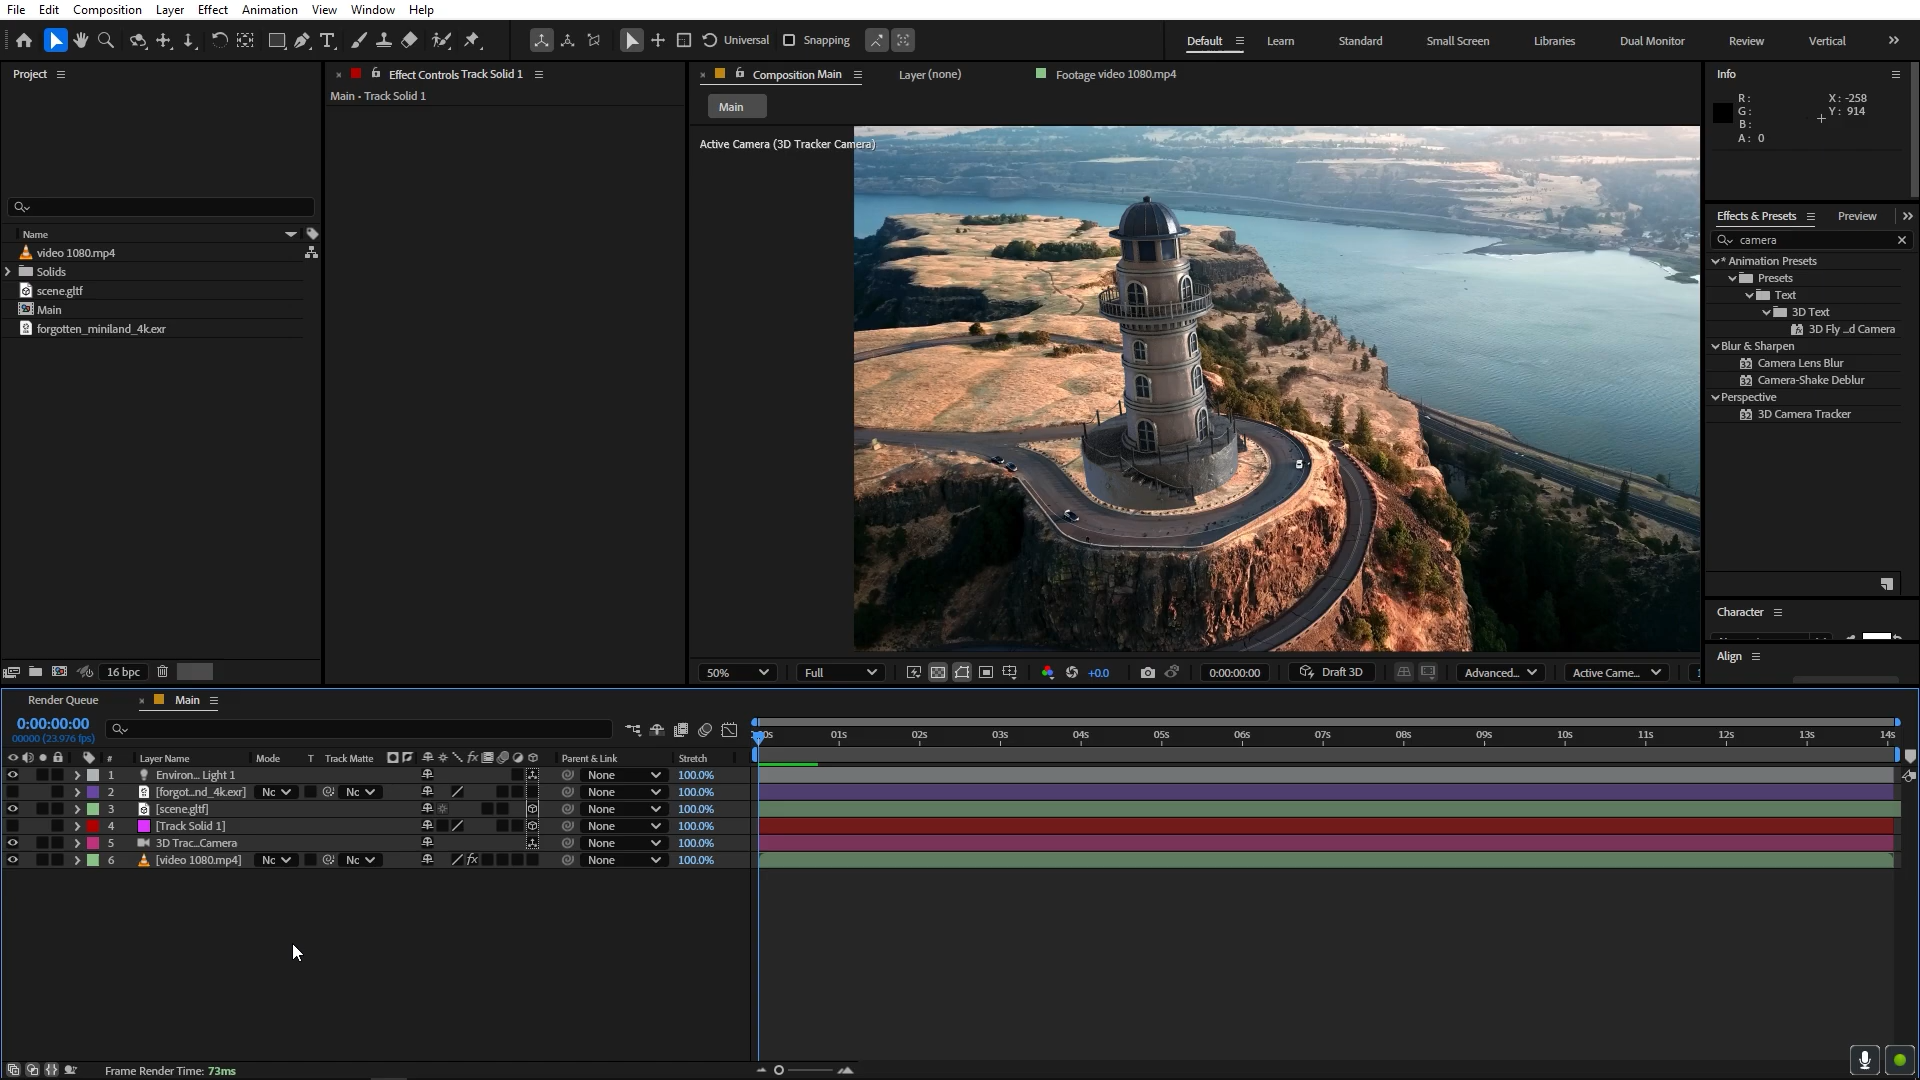 File Edit Composition Layer Effect Animation View Window Help
Universal Snapping Default Learn Standard Small Screen Libraries Dual Monitor Review Vertical
Project
Effect Controls Track Solid 1
Main • Track Solid 1
Composition Main Layer (none) Footage video 1080.mp4
Main
Active Camera (3D Tracker Camera)
Name
video 1080.mp4
Solids
scene.gltf
Main
forgotten_miniland_4k.exr
16 bpc
50% Full +0.0 0:00:00:00 Draft 3D Advanced... Active Came...
Info
R: X: -258
G: Y: 914
B:
A: 0
Effects & Presets Preview
camera
* Animation Presets
Presets
Text
3D Text
3D Fly ...d Camera
Blur & Sharpen
Camera Lens Blur
Camera-Shake Deblur
Perspective
3D Camera Tracker
Character
Align
Render Queue Main
0:00:00:00
00000 (23.976 fps)
# Layer Name Mode T Track Matte fx Parent & Link Stretch
1 Environ... Light 1 None 100.0%
2 [forgot...nd_4k.exr] Nc Nc None 100.0%
3 [scene.gltf] None 100.0%
4 [Track Solid 1] None 100.0%
5 3D Trac...Camera None 100.0%
6 [video 1080.mp4] Nc Nc fx None 100.0%
01s 02s 03s 04s 05s 06s 07s 08s 09s 10s 11s 12s 13s 14s
Frame Render Time: 73ms